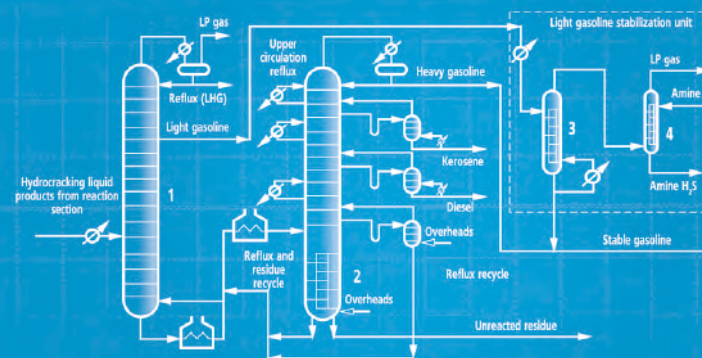 LP gas
Upper
circulation
reflux
Light gasoline stabilization unit
LP gas
Heavy gasoline
Amine
Reflux (LHG)
Light gasoline
3
4
Kerosene
Hydrocracking liquid
products from reaction
section
1
Amine H₂S
Diesel
Overheads
Stable gasoline
Reflux and
residue
recycle
2
Reflux recycle
Overheads
Unreacted residue